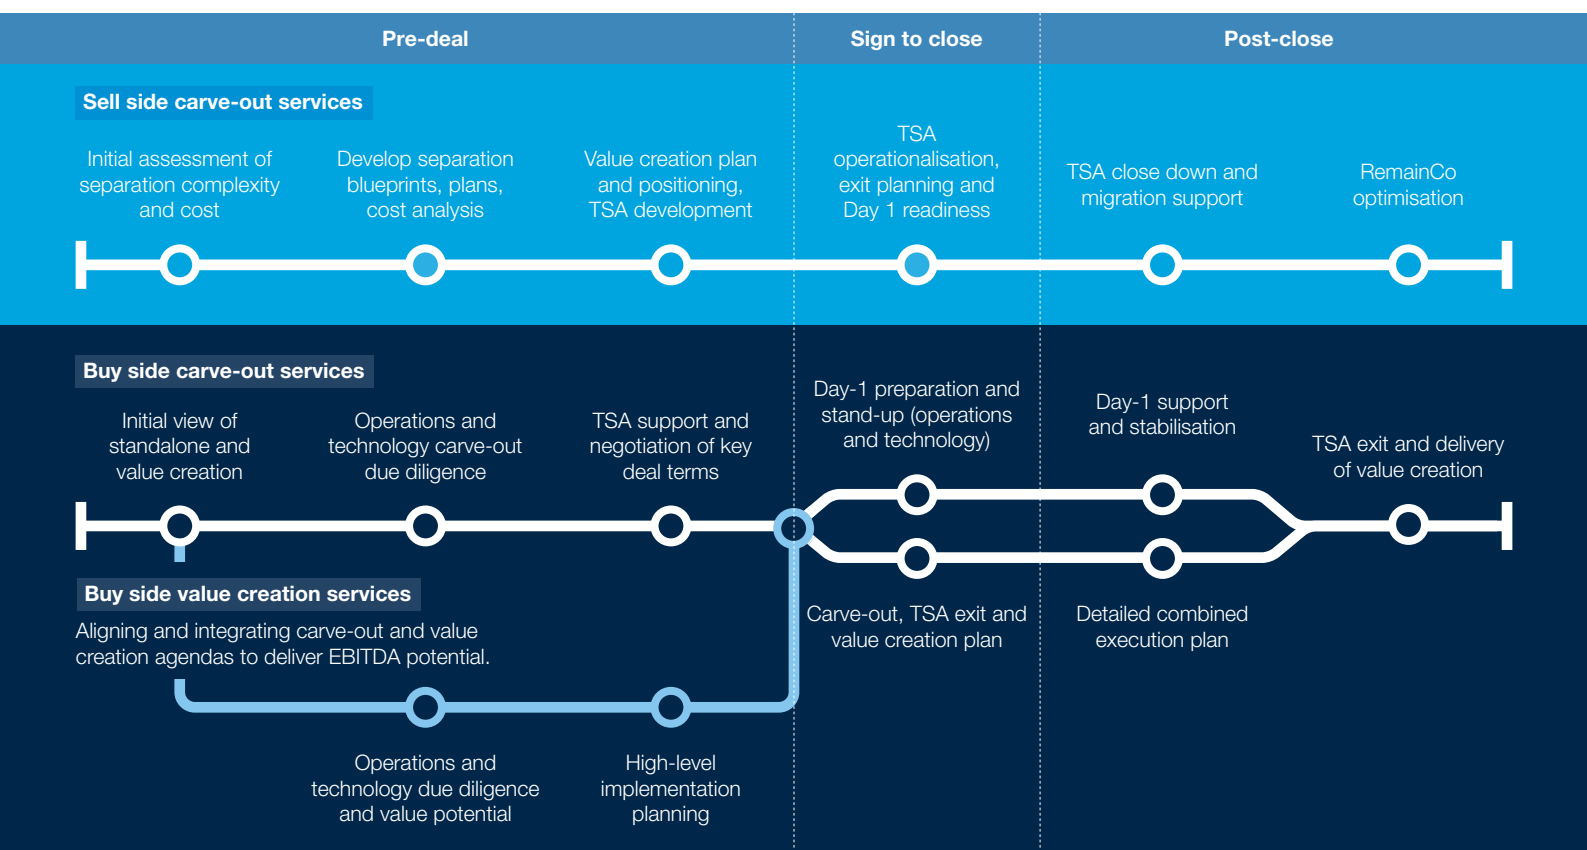 Pre-deal
Sign to close
Post-close
Sell side carve-out services
Initial assessment of
separation complexity
and cost
Develop separation
blueprints, plans,
cost analysis
Value creation plan
and positioning,
TSA development
TSA
operationalisation,
exit planning and
Day 1 readiness
TSA close down and
migration support
RemainCo
optimisation
Buy side carve-out services
Initial view of
standalone and
value creation
Operations and
technology carve-out
due diligence
TSA support and
negotiation of key
deal terms
Day-1 preparation and
stand-up (operations
and technology)
Day-1 support
and stabilisation
TSA exit and delivery
of value creation
Buy side value creation services
Aligning and integrating carve-out and value
creation agendas to deliver EBITDA potential.
Carve-out, TSA exit and
value creation plan
Detailed combined
execution plan
Operations and
technology due diligence
and value potential
High-level
implementation
planning